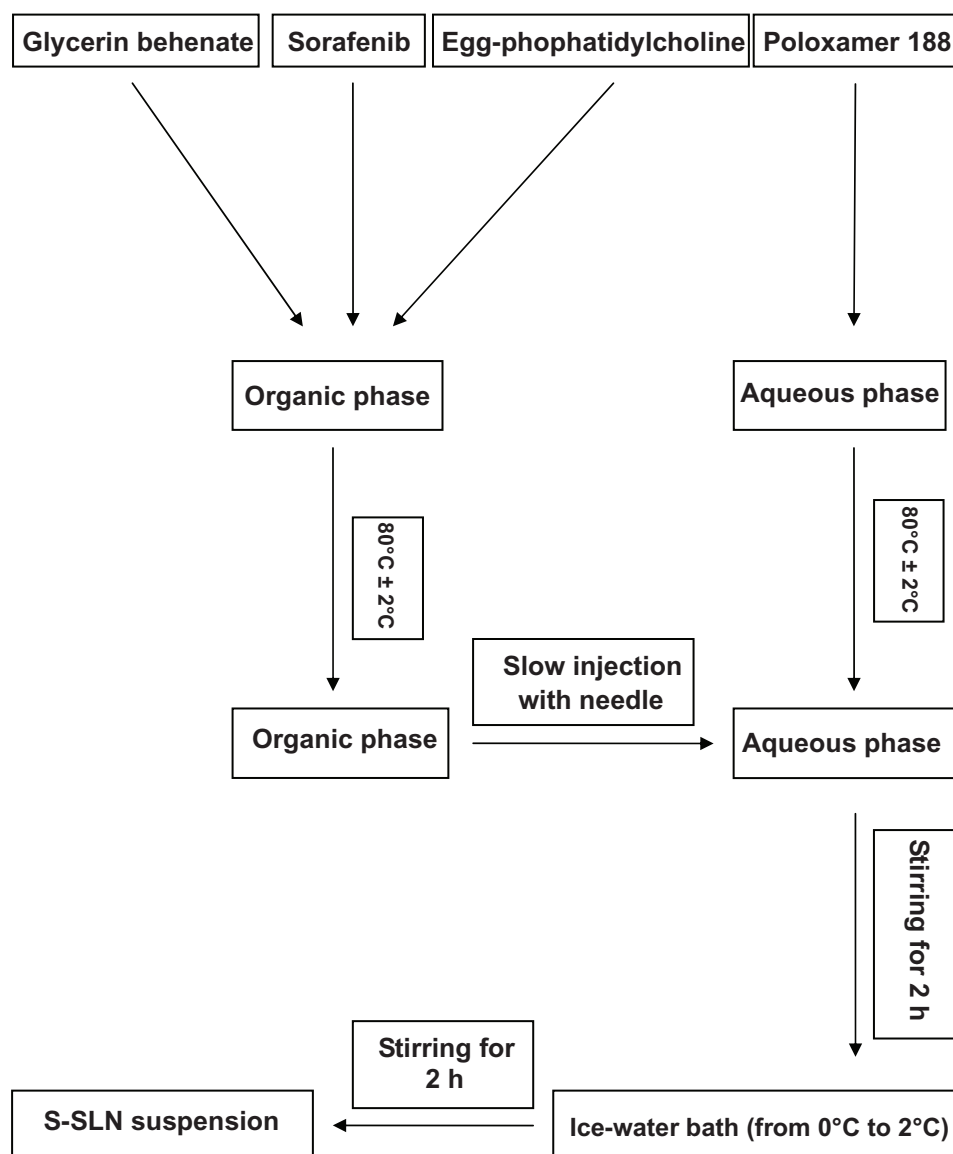 Glycerin behenate
Sorafenib
Egg-phophatidylcholine
Poloxamer 188
Organic phase
Aqueous phase
80°C ± 2°C
80°C ± 2°C
Slow injection
with needle
Organic phase
Aqueous phase
Stirring for 2 h
Stirring for
2 h
S-SLN suspension
Ice-water bath (from 0°C to 2°C)